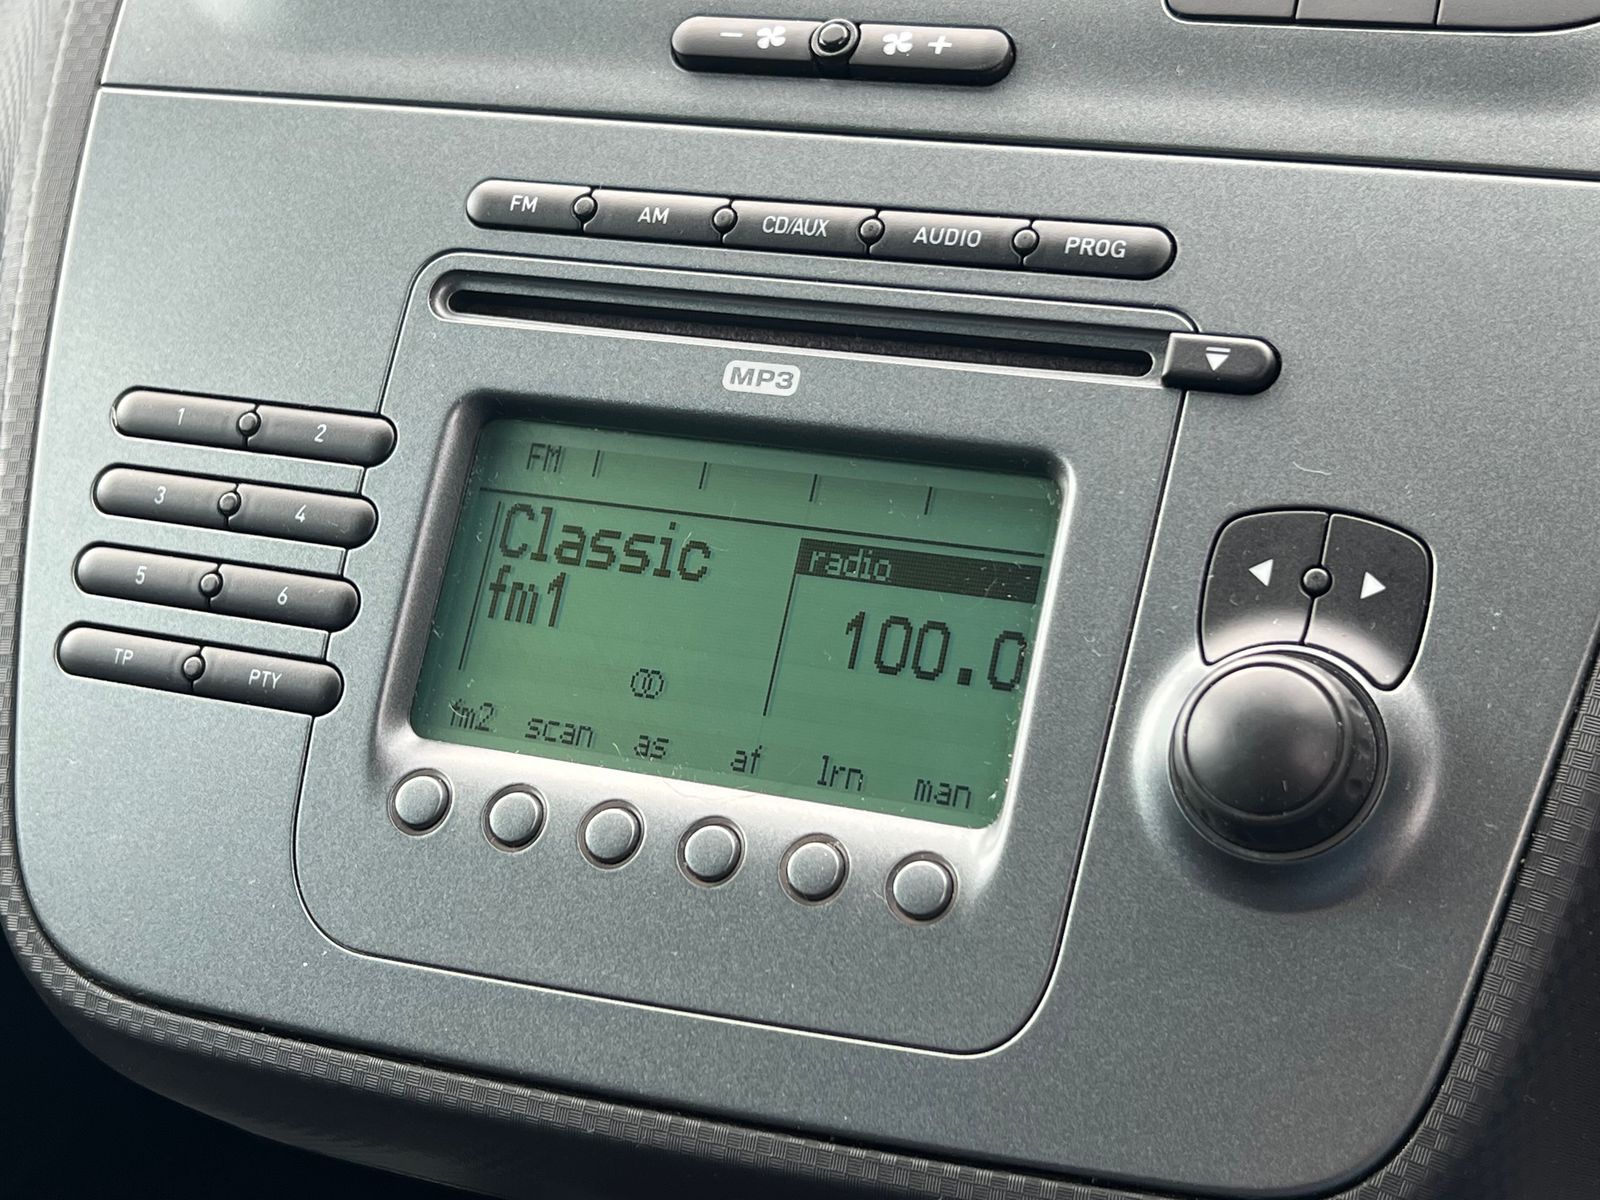 - +
FM AM CD/AUX AUDIO PROG
MP3
1 2
3 4
5 6
TP PTY
FM
Classic
fm1
radio
100.0
fm2 scan as af lrn man